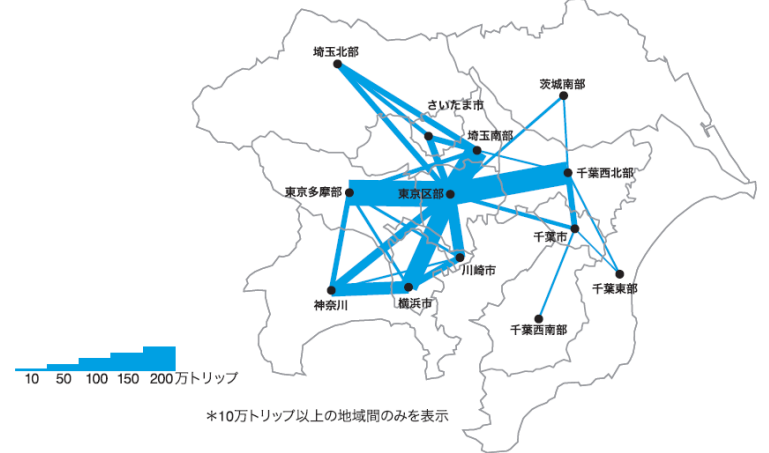 埼玉北部
茨城南部
さいたま市
埼玉南部
千葉西北部
東京多摩部
東京区部
千葉市
川崎市
千葉東部
神奈川
横浜市
千葉西南部
10 50 100 150 200万トリップ
＊10万トリップ以上の地域間のみを表示